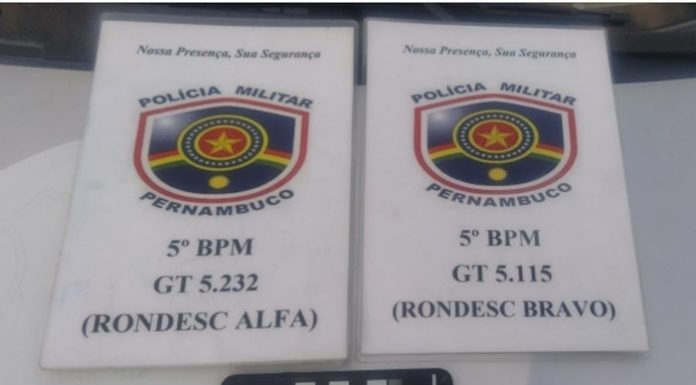 Nossa Presença, Sua Segurança
POLÍCIA MILITAR
PERNAMBUCO
5º BPM
GT 5.232
(RONDESC ALFA)
Nossa Presença, Sua Segurança
POLÍCIA MILITAR
PERNAMBUCO
5º BPM
GT 5.115
(RONDESC BRAVO)